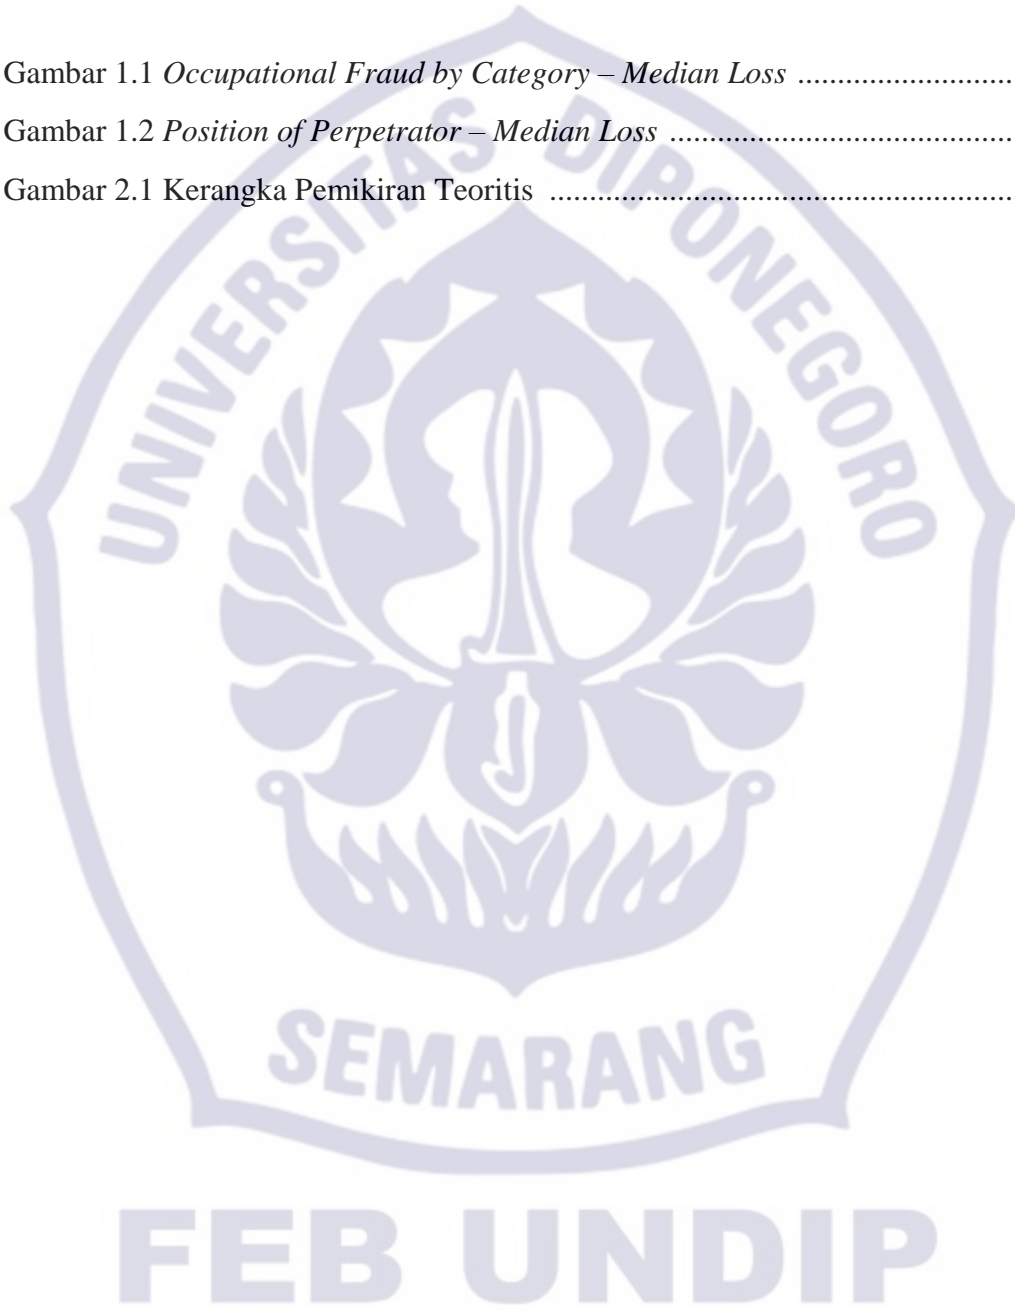 Gambar 1.1 Occupational Fraud by Category – Median Loss ...........................
Gambar 1.2 Position of Perpetrator – Median Loss .......................................
Gambar 2.1 Kerangka Pemikiran Teoritis ....................................................
UNIVERSITAS DIPONEGORO
SEMARANG
FEB UNDIP